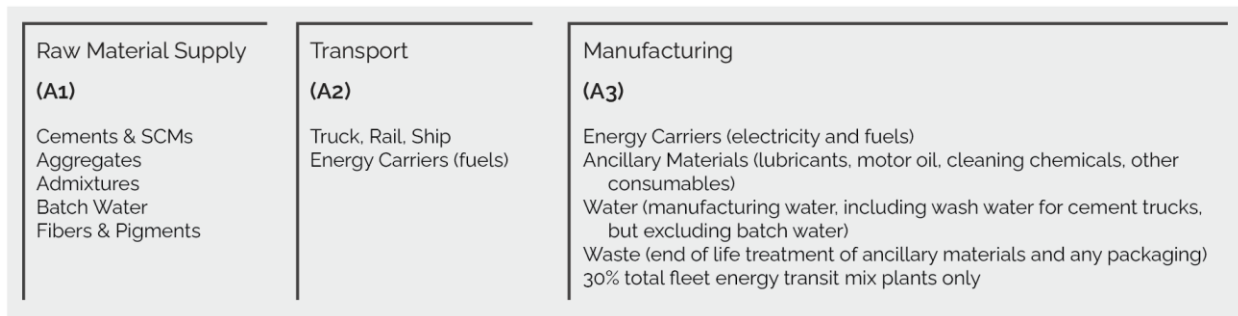 Raw Material Supply
(A1)
Cements & SCMs
Aggregates
Admixtures
Batch Water
Fibers & Pigments
Transport
(A2)
Truck, Rail, Ship
Energy Carriers (fuels)
Manufacturing
(A3)
Energy Carriers (electricity and fuels)
Ancillary Materials (lubricants, motor oil, cleaning chemicals, other
consumables)
Water (manufacturing water, including wash water for cement trucks,
but excluding batch water)
Waste (end of life treatment of ancillary materials and any packaging)
30% total fleet energy transit mix plants only